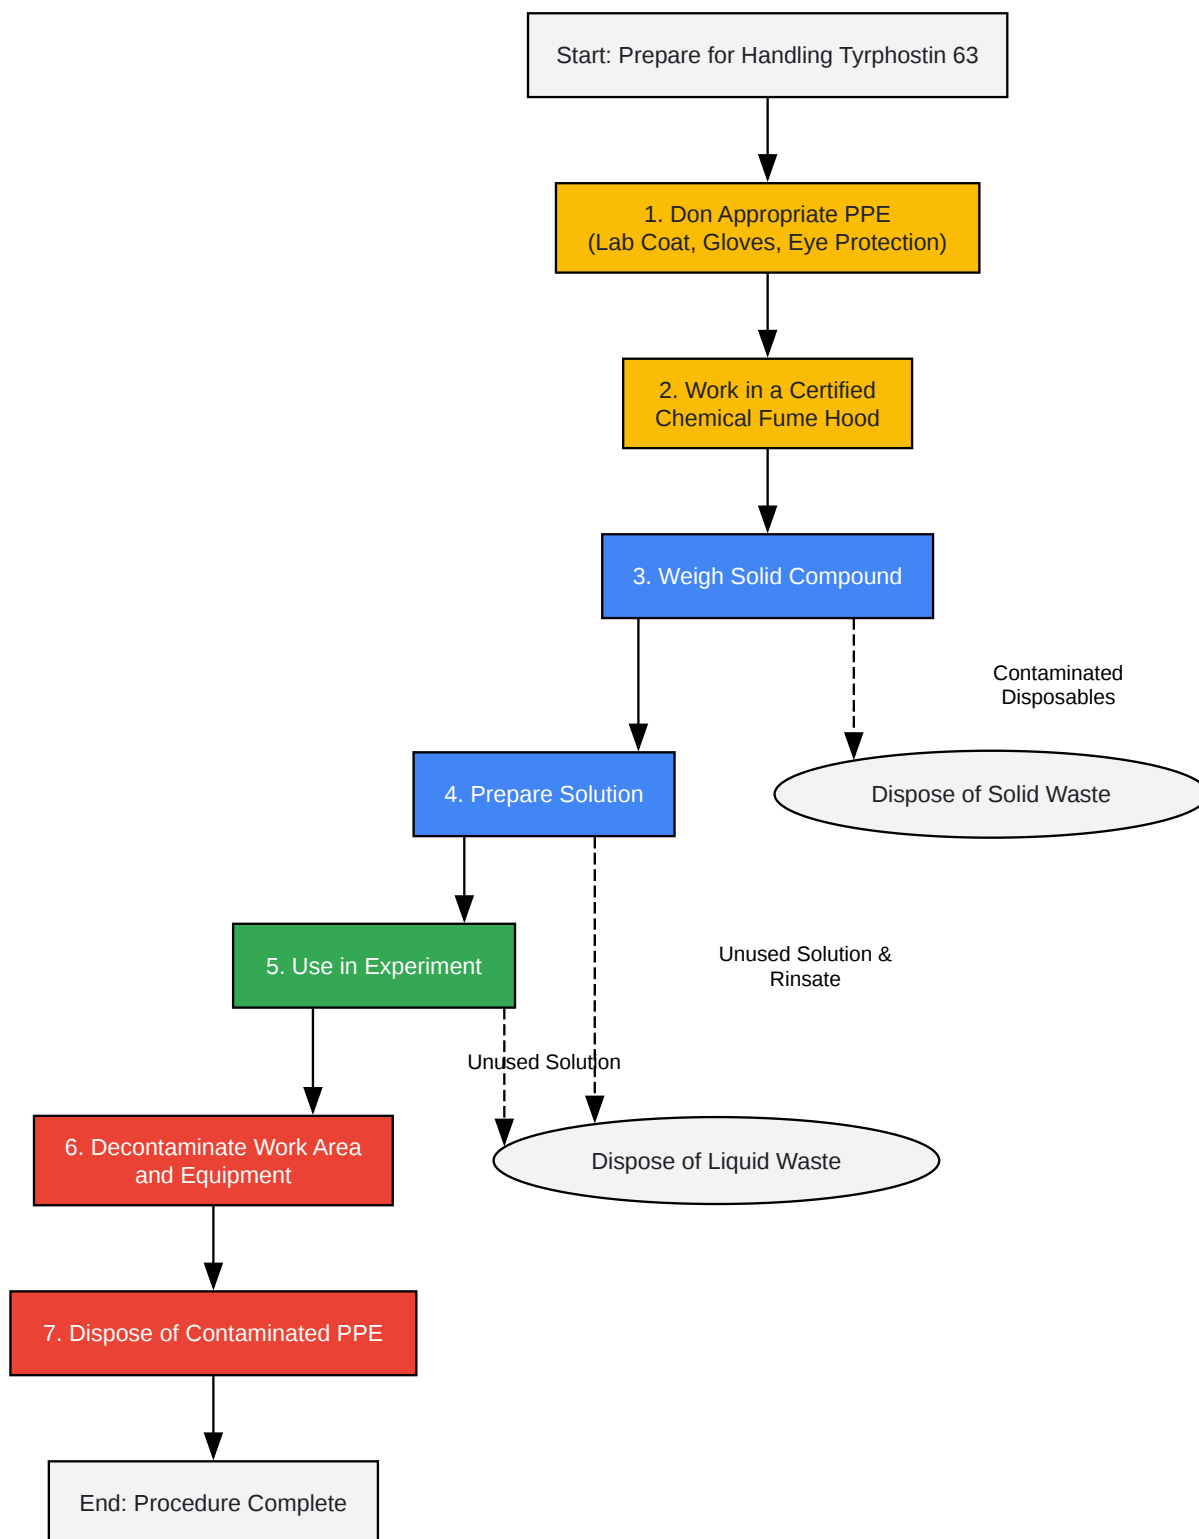 Start: Prepare for Handling Tyrphostin 63
1. Don Appropriate PPE
(Lab Coat, Gloves, Eye Protection)
2. Work in a Certified
Chemical Fume Hood
3. Weigh Solid Compound
Contaminated
Disposables
4. Prepare Solution
Dispose of Solid Waste
5. Use in Experiment
Unused Solution &
Rinsate
Unused Solution
6. Decontaminate Work Area
and Equipment
Dispose of Liquid Waste
7. Dispose of Contaminated PPE
End: Procedure Complete